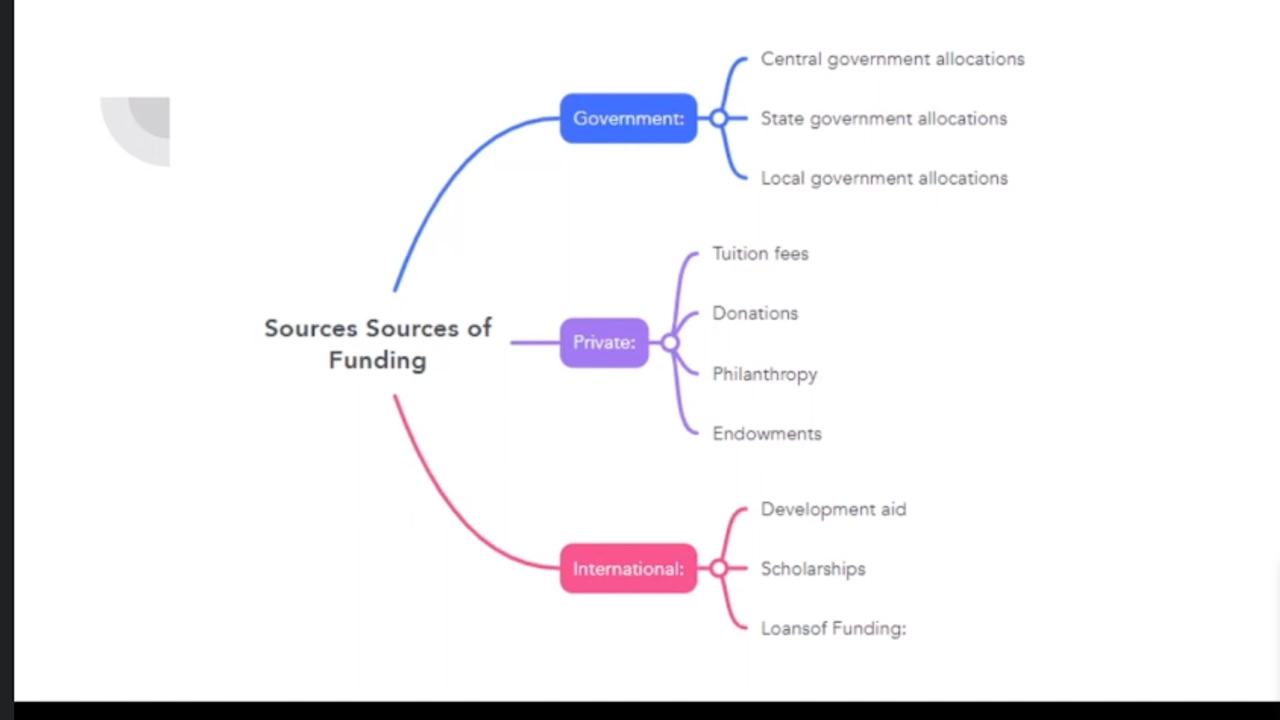 Sources Sources of
Funding
Government:
Central government allocations
State government allocations
Local government allocations
Private:
Tuition fees
Donations
Philanthropy
Endowments
International:
Development aid
Scholarships
Loansof Funding: